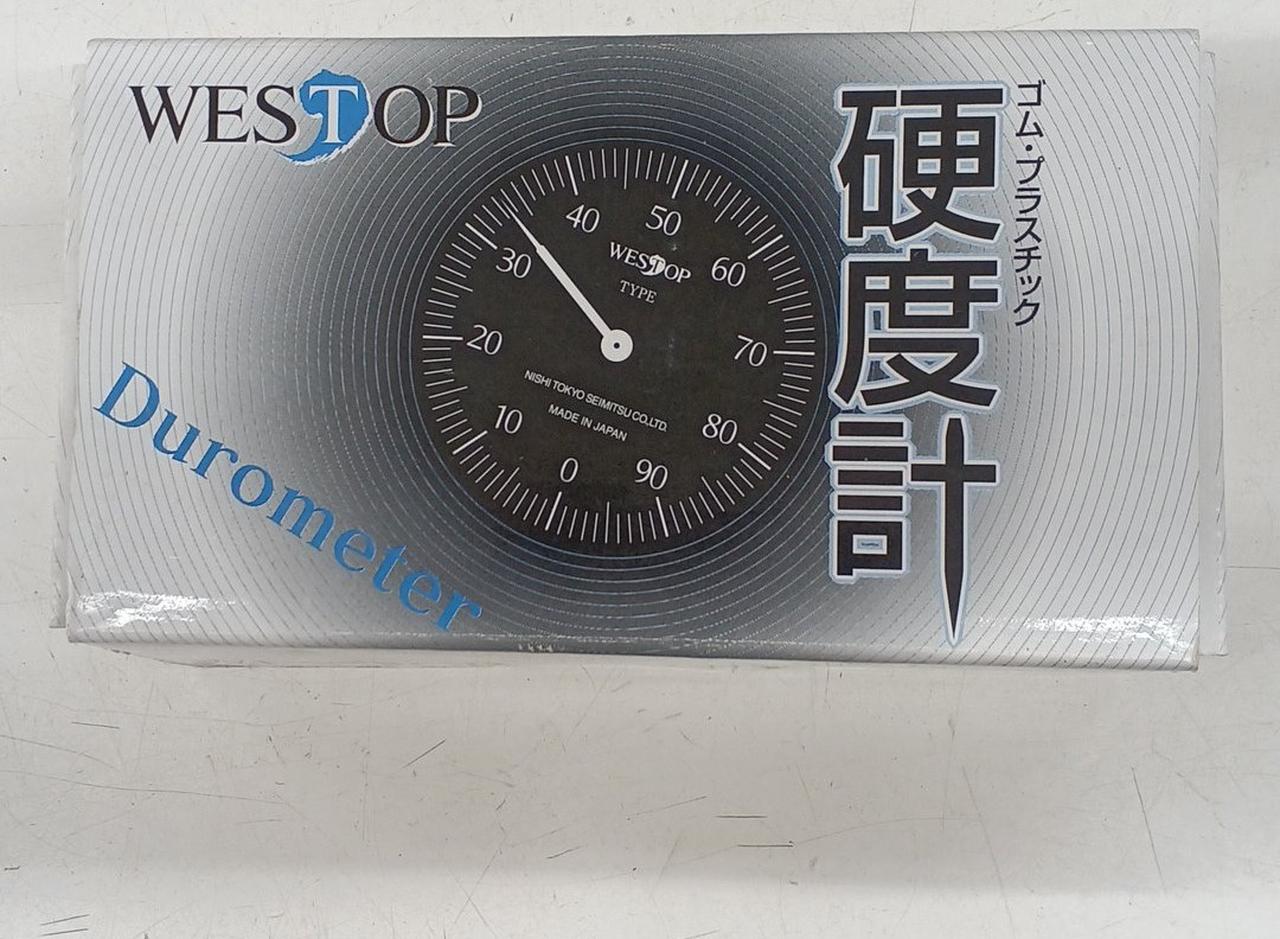 WESTOP
ゴム・プラスチック
硬度計
Durometer
40
50
30
60
WESTOP
TYPE
20
70
NISHI TOKYO SEIMITSU CO.,LTD.
MADE IN JAPAN
10
80
0
90